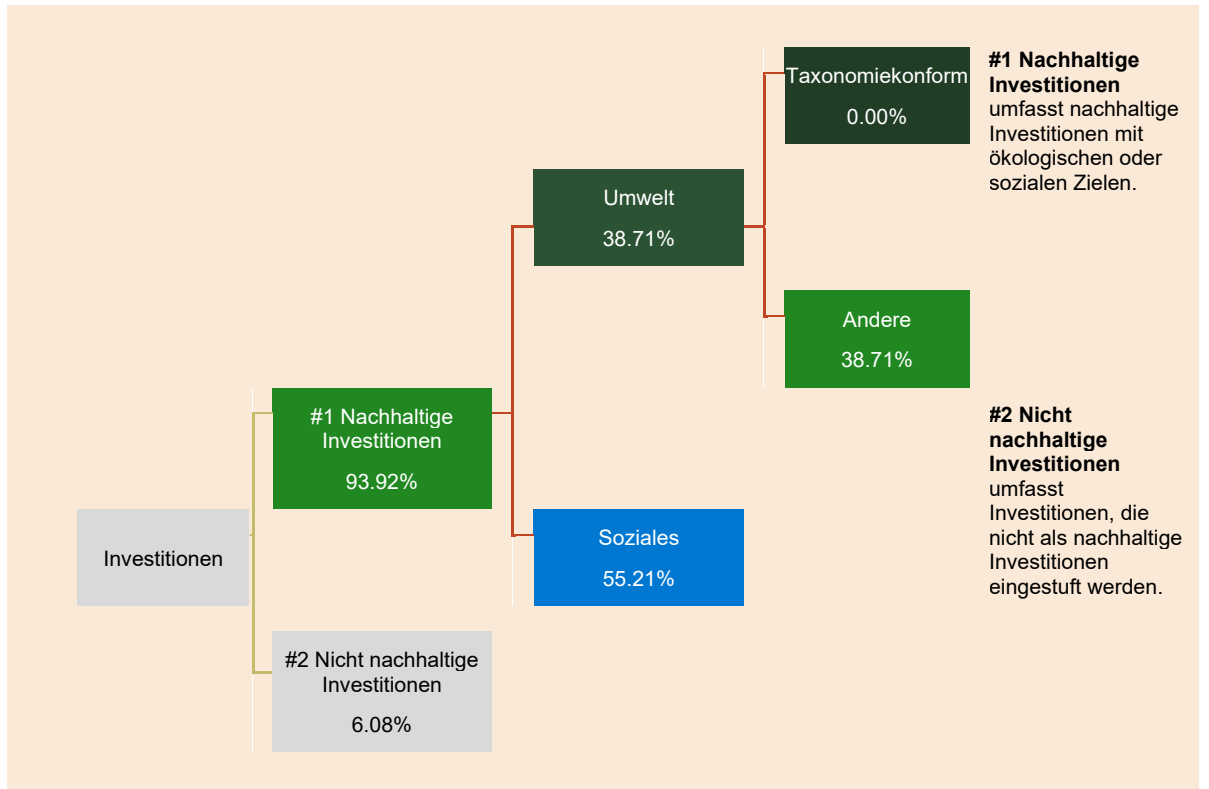 Taxonomiekonform
0.00%
Umwelt
38.71%
Andere
38.71%
#1 Nachhaltige
Investitionen
93.92%
Soziales
55.21%
Investitionen
#2 Nicht nachhaltige
Investitionen
6.08%
#1 Nachhaltige
Investitionen
umfasst nachhaltige
Investitionen mit
ökologischen oder
sozialen Zielen.
#2 Nicht
nachhaltige
Investitionen
umfasst
Investitionen, die
nicht als nachhaltige
Investitionen
eingestuft werden.